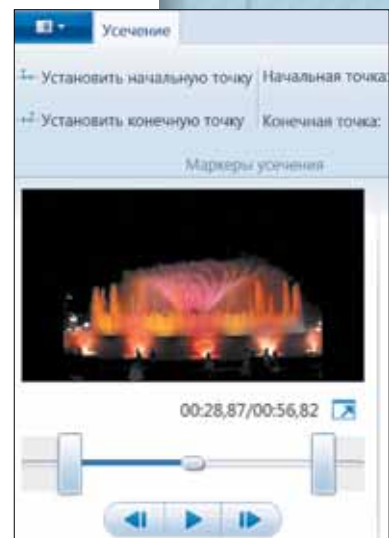 Усечение
Установить начальную точку Начальная точка:
Установить конечную точку Конечная точка:
Маркеры усечения
00:28,87/00:56,82